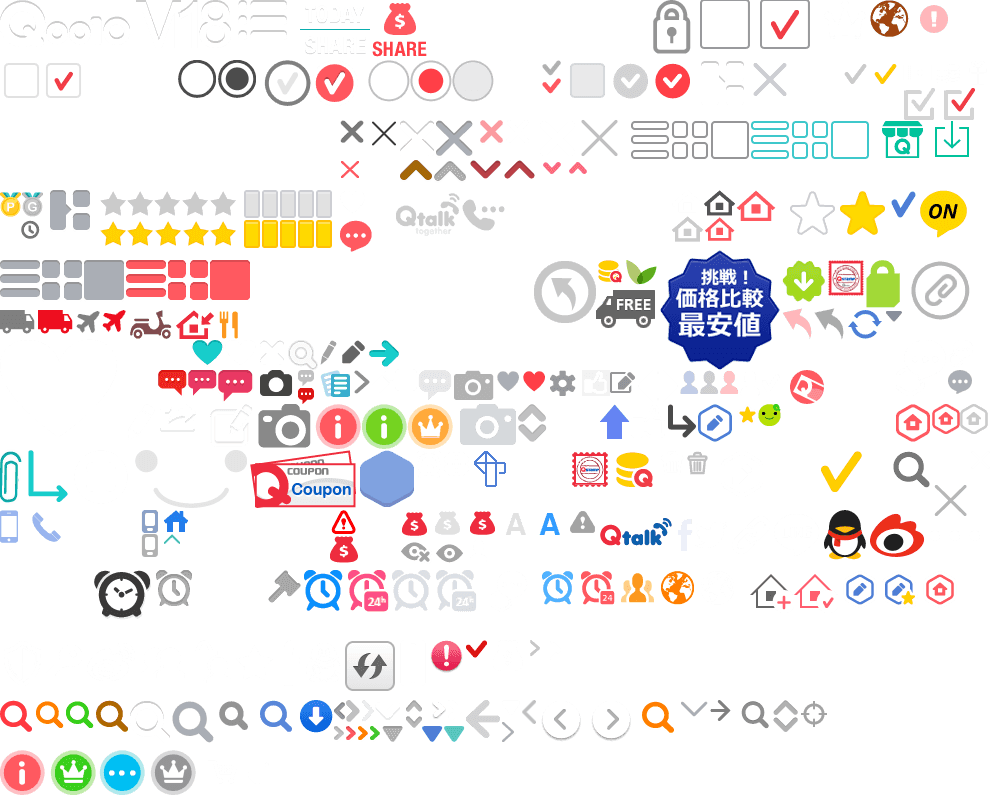 Qoo10
TODAY
SHARE
SHARE
P
G
Qtalk
together
ON
挑戦！
価格比較
最安値
FREE
COUPON
Coupon
A
A
Qtalk
24h
24h
24